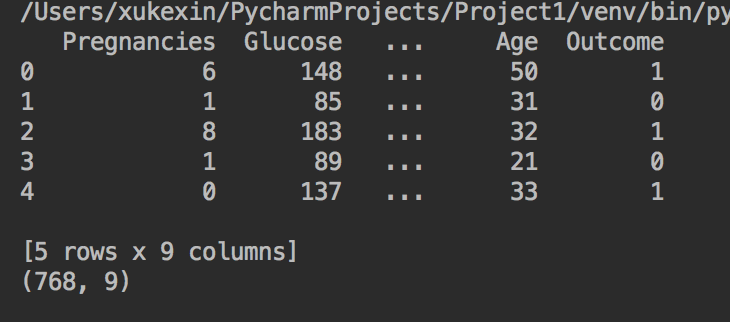 /Users/xukexin/PycharmProjects/Project1/venv/bin/py
Pregnancies Glucose ... Age Outcome
0 6 148 ... 50 1
1 1 85 ... 31 0
2 8 183 ... 32 1
3 1 89 ... 21 0
4 0 137 ... 33 1
[5 rows x 9 columns]
(768, 9)